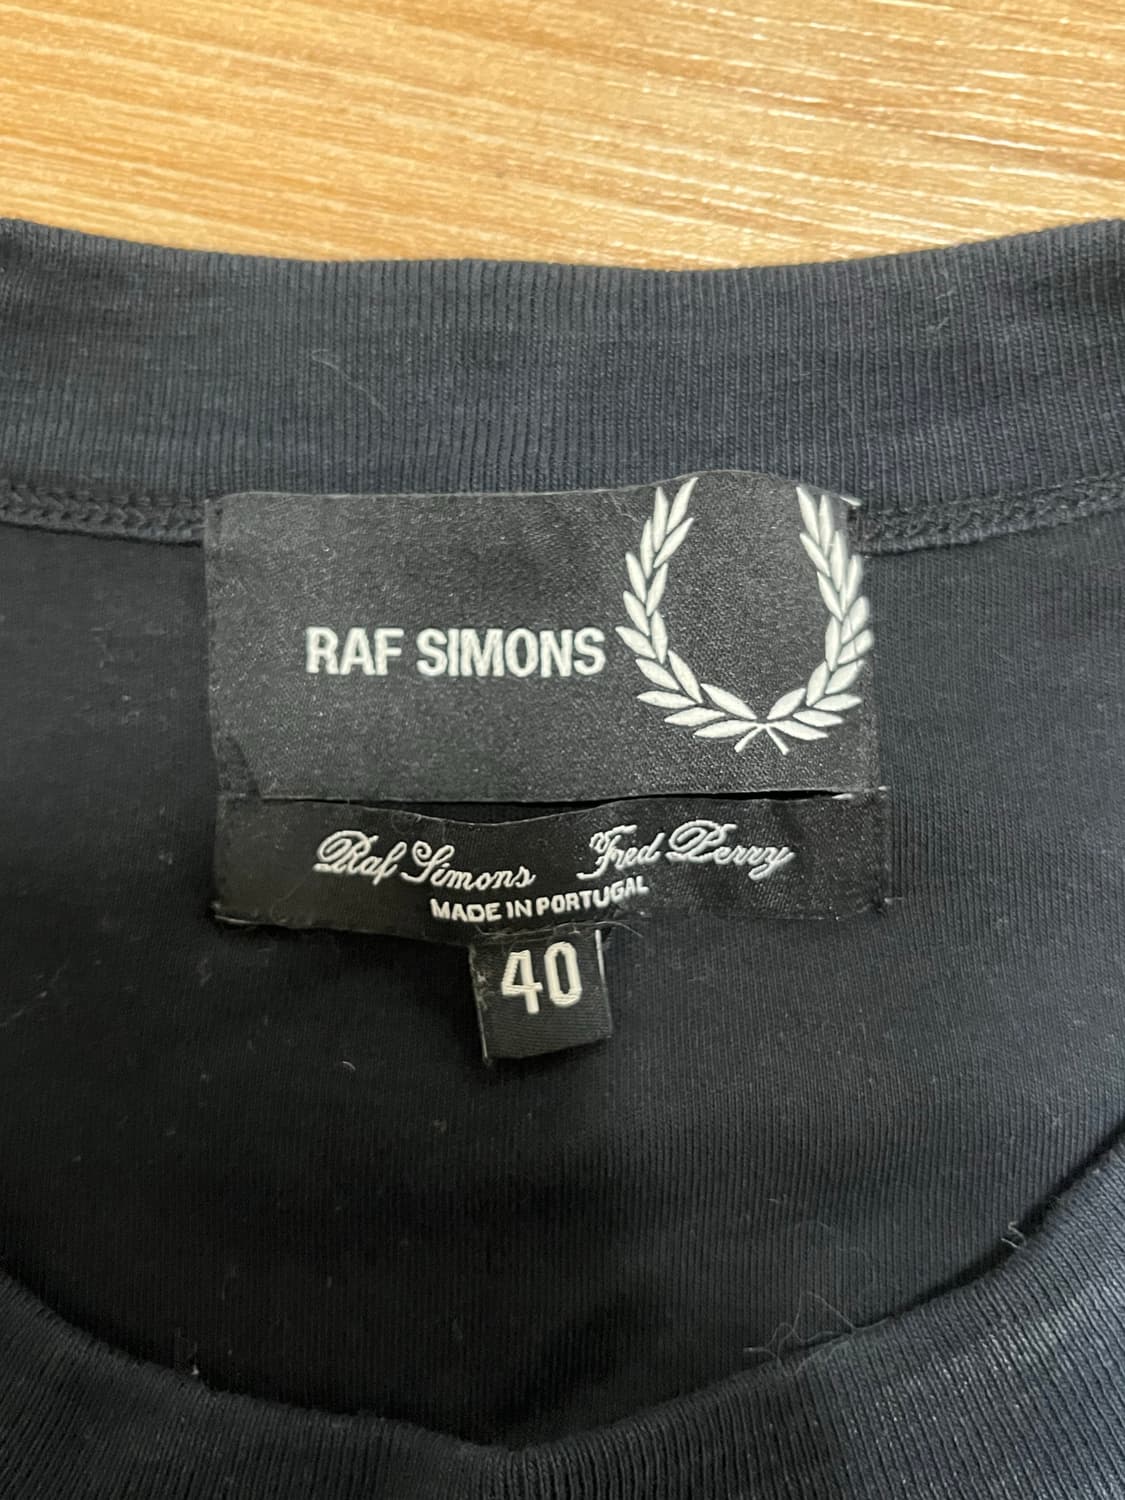 RAF SIMONS
Raf Simons Fred Perry
MADE IN PORTUGAL
40